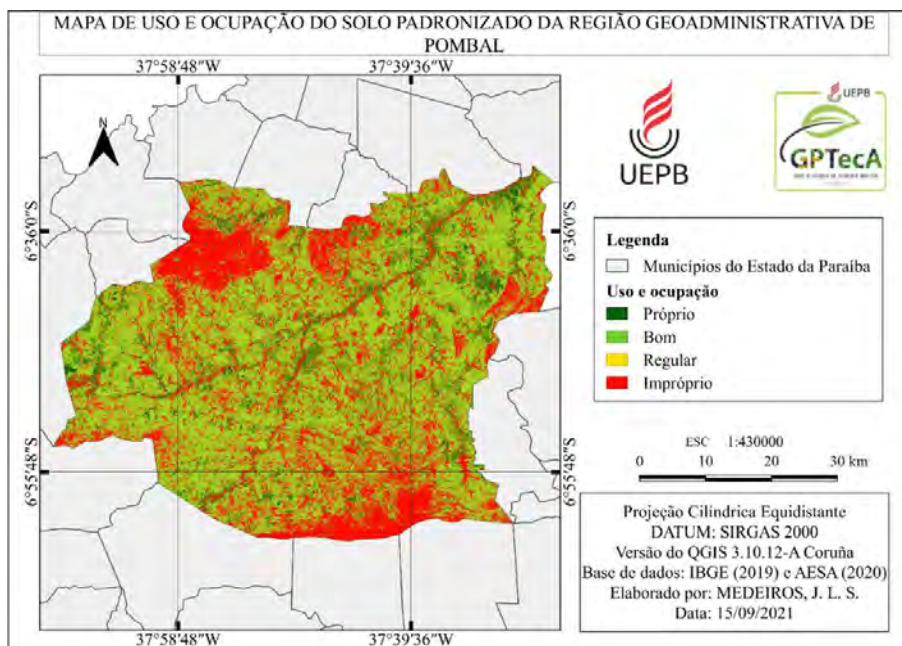 MAPA DE USO E OCUPAÇÃO DO SOLO PADRONIZADO DA REGIÃO GEOADMINISTRATIVA DE
POMBAL
37°58'48"W 37°39'36"W
N
6°36'0"S 6°36'0"S
6°55'48"S 6°55'48"S
37°58'48"W 37°39'36"W
UEPB
UEPB
GPTecA
Legenda
Municípios do Estado da Paraíba
Uso e ocupação
Próprio
Bom
Regular
Impróprio
ESC 1:430000
0 10 20 30 km
Projeção Cilíndrica Equidistante
DATUM: SIRGAS 2000
Versão do QGIS 3.10.12-A Coruña
Base de dados: IBGE (2019) e AESA (2020)
Elaborado por: MEDEIROS, J. L. S.
Data: 15/09/2021